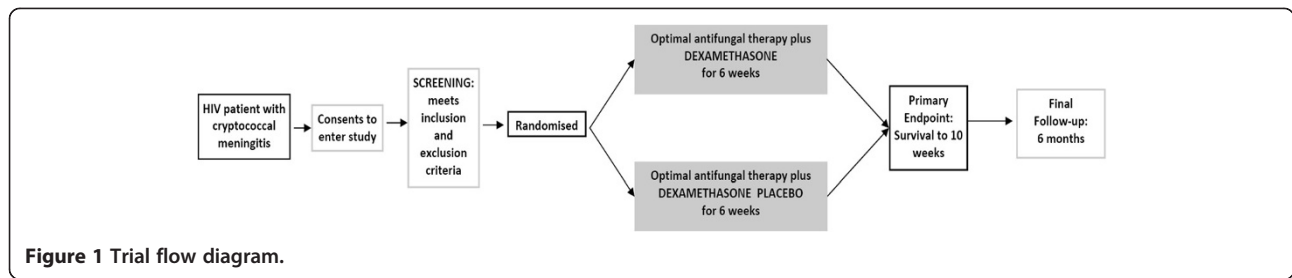 HIV patient with
cryptococcal
meningitis
Consents to
enter study
SCREENING:
meets
inclusion
and
exclusion
criteria
Randomised
Optimal antifungal therapy plus
DEXAMETHASONE
for 6 weeks
Optimal antifungal therapy plus
DEXAMETHASONE PLACEBO
for 6 weeks
Primary
Endpoint:
Survival to 10
weeks
Final
Follow-up:
6 months
Figure 1 Trial flow diagram.